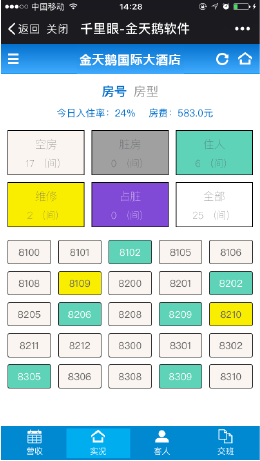 中国移动 14:28
返回 关闭 千里眼-金天鹅软件
金天鹅国际大酒店
房号 房型
今日入住率: 24% 房费: 583.0元
空房 脏房 住人
17 (间) 0 (间) 6 (间)
维修 占脏 全部
2 (间) 0 (间) 25 (间)
8100 8101 8102 8105 8106
8108 8109 8200 8201 8202
8205 8206 8208 8209 8210
8211 8212 8300 8301 8302
8305 8306 8308 8309 8310
营收 实况 客人 交班